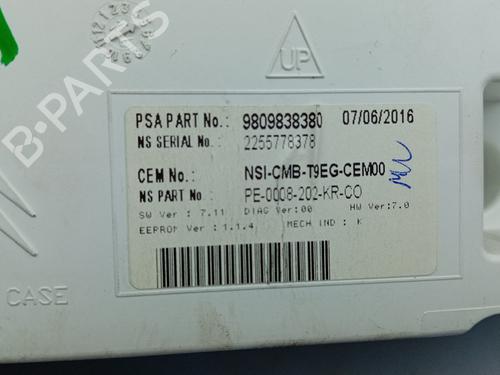 UP
PSA PART No.: 9809838380 07/06/2016
NS SERIAL No.: 2255778378
CEM No.: NSI-CMB-T9EG-CEM00
NS PART No.: PE-0008-202-KR-CO
SW Ver : 7.11 DIAG Ver:00 HW Ver:7.0
EEPROM Ver : 1.1.4 MECH IND : K
CASE
B-PARTS